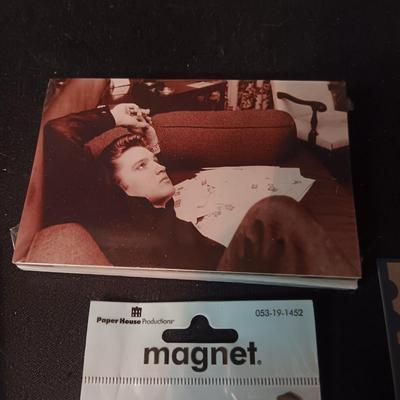 Paper House Productions®
053-19-1452
magnet®